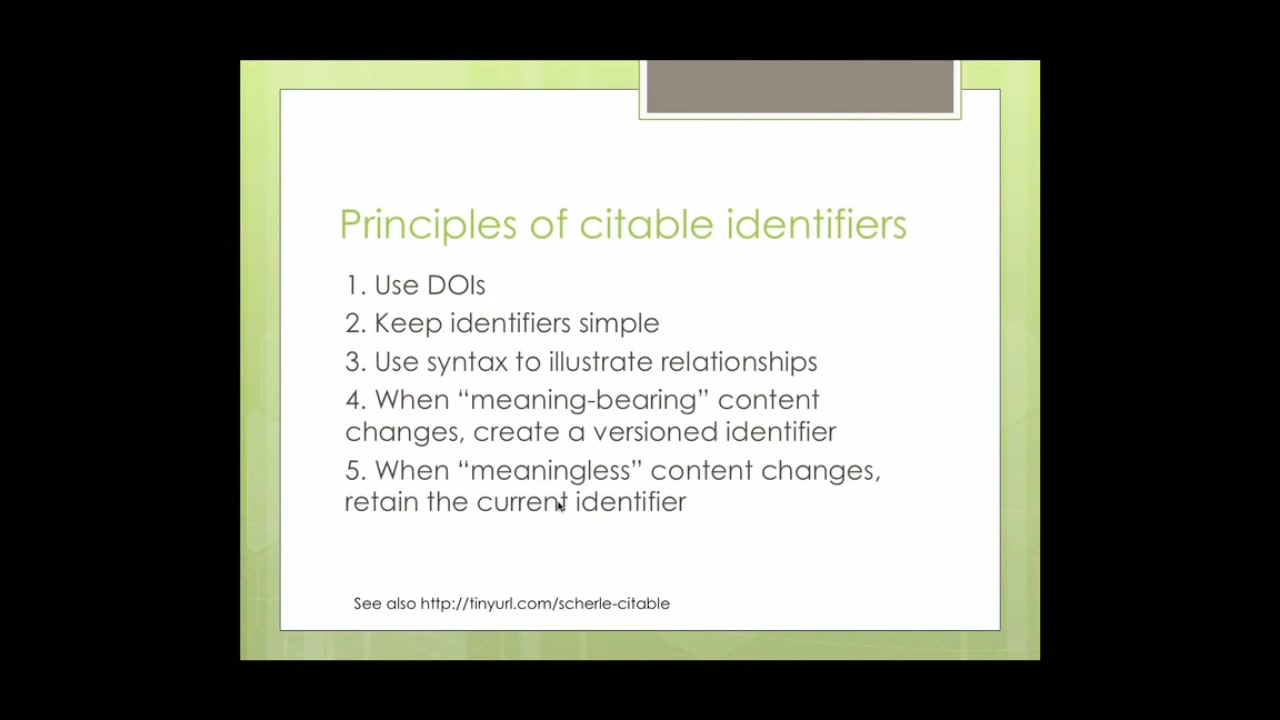 Principles of citable identifiers
1. Use DOIs
2. Keep identifiers simple
3. Use syntax to illustrate relationships
4. When “meaning-bearing” content
changes, create a versioned identifier
5. When “meaningless” content changes,
retain the current identifier
See also http://tinyurl.com/scherle-citable